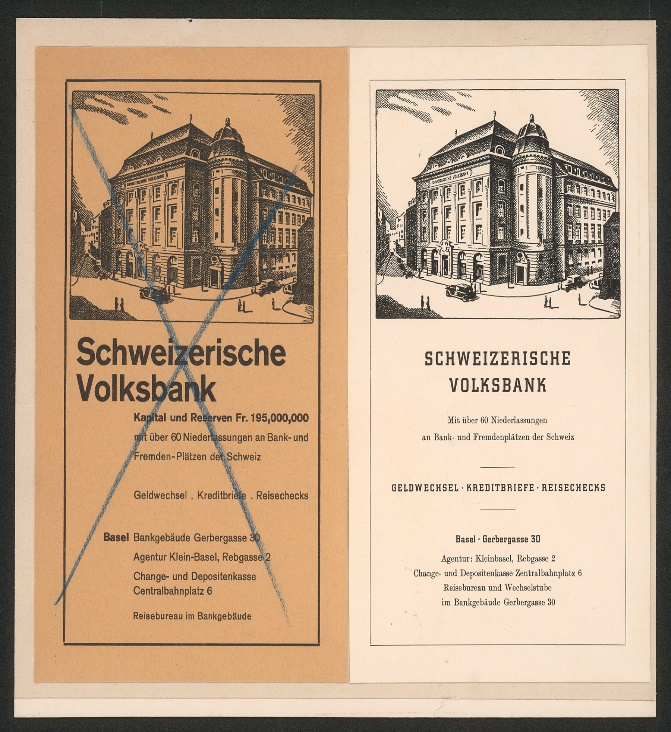 Schweizerische
Volksbank
Kapital und Reserven Fr. 195,000,000
mit über 60 Niederlassungen an Bank- und
Fremden-Plätzen der Schweiz
Geldwechsel . Kreditbriefe . Reisechecks
Basel Bankgebäude Gerbergasse 30
Agentur Klein-Basel, Rebgasse 2
Change- und Depositenkasse
Centralbahnplatz 6
Reisebureau im Bankgebäude
SCHWEIZERISCHE
VOLKSBANK
Mit über 60 Niederlassungen
an Bank- und Fremdenplätzen der Schweiz
GELDWECHSEL · KREDITBRIEFE · REISECHECKS
Basel · Gerbergasse 30
Agentur: Kleinbasel, Rebgasse 2
Change- und Depositenkasse Zentralbahnplatz 6
Reisebureau und Wechselstube
im Bankgebäude Gerbergasse 30